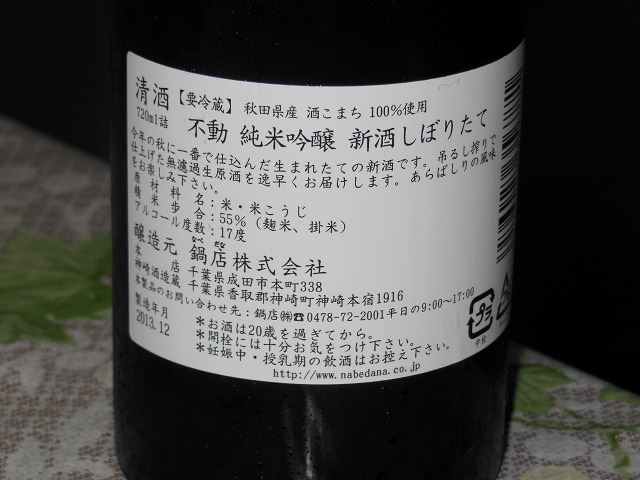 清酒【要冷蔵】 秋田県産 酒こまち 100%使用
720ml詰 不動 純米吟醸 新酒しぼりたて
今年の秋に一番で仕込んだ生まれたての新酒です。吊るし搾りで
仕上げた無濾過生原酒を逸早くお届けします。あらばしりの風味
をお楽しみ下さい。
原材料名：米・米こうじ
精米歩合：55%（麹米、掛米）
アルコール度数：17度
醸造元 鍋店株式会社
なべ だな
本店 千葉県成田市本町338
神崎酒造蔵 千葉県香取郡神崎町神崎本宿1916
本製品のお問い合わせ先：鍋店㈱☎0478-72-2001平日の9:00～17:00
製造年月
2013.12
＊お酒は20歳を過ぎてから。
＊開栓には十分お気をつけ下さい。
＊妊娠中・授乳期の飲酒はお控え下さい。
http://www.nabedana.co.jp
プラ
中栓